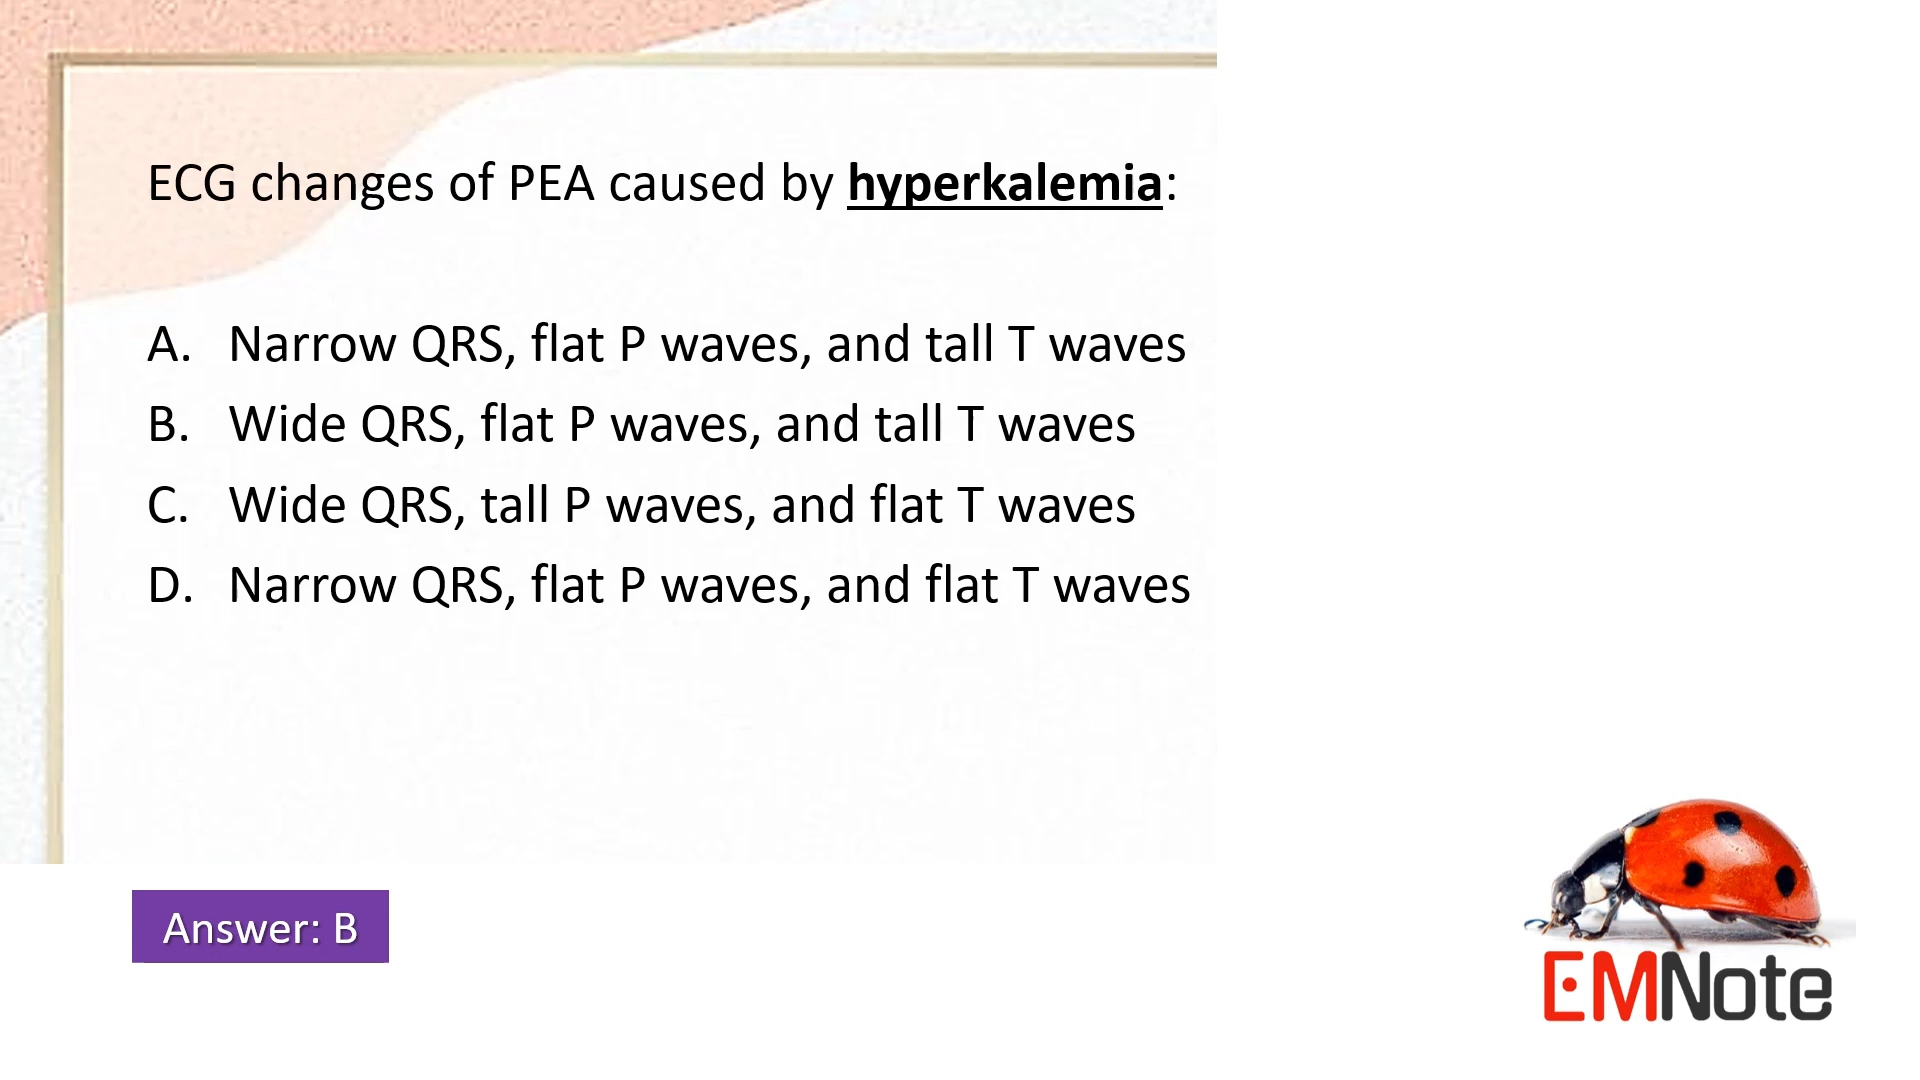 ECG changes of PEA caused by hyperkalemia:
A. Narrow QRS, flat P waves, and tall T waves
B. Wide QRS, flat P waves, and tall T waves
C. Wide QRS, tall P waves, and flat T waves
D. Narrow QRS, flat P waves, and flat T waves
Answer: B
EMNote